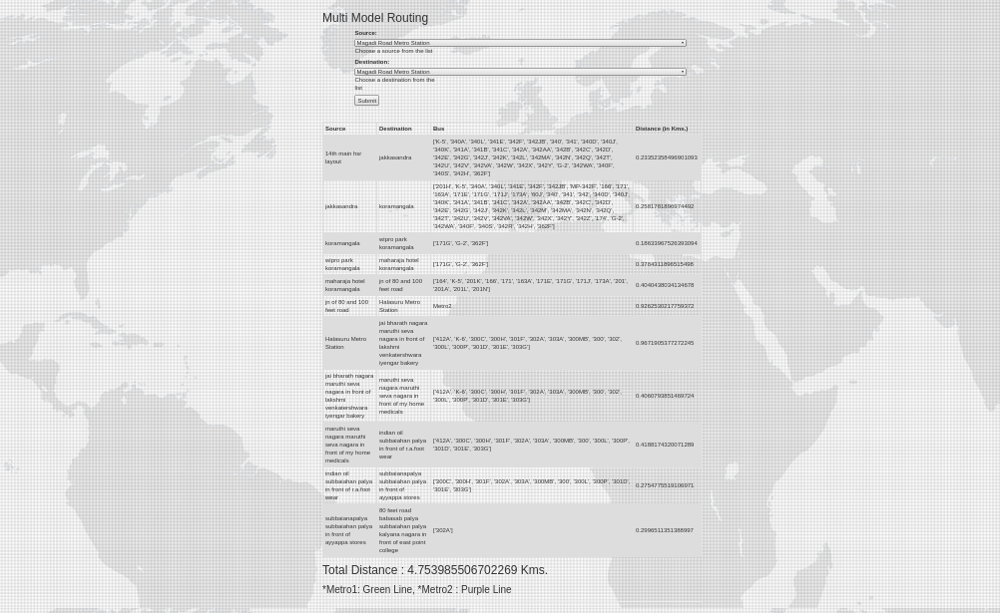 Multi Model Routing
Source:
Magadi Road Metro Station
Choose a source from the list
Destination:
Magadi Road Metro Station
Choose a destination from the
list
Submit
Source Destination Bus Distance (in Kms.)
14th main hsr layout jakkasandra ['K-5', '340A', '340L', '341E', '342F', '342JB', '340', '341', '340D', '340J', '340K', '341A', '341B', '341C', '342A', '342AA', '342B', '342C', '342D', '342E', '342G', '342J', '342K', '342L', '342MA', '342N', '342Q', '342T', '342U', '342V', '342VA', '342W', '342X', '342Y', 'G-2', '342WA', '340F', '340S', '342H', '362F'] 0.23352358496901093
jakkasandra koramangala ['201H', 'K-5', '340A', '340L', '341E', '342F', '342JB', 'MP-342F', '166', '171', '163A', '171E', '171G', '171J', '173A', '60J', '340', '341', '342', '340D', '340J', '340K', '341A', '341B', '341C', '342A', '342AA', '342B', '342C', '342D', '342E', '342G', '342J', '342K', '342L', '342M', '342MA', '342N', '342Q', '342T', '342U', '342V', '342VA', '342W', '342X', '342Y', '342Z', '174', 'G-2', '342WA', '340F', '340S', '342R', '342H', '362F'] 0.2581781896974492
koramangala wipro park koramangala ['171G', 'G-2', '362F'] 0.18633967526393094
wipro park koramangala maharaja hotel koramangala ['171G', 'G-2', '362F'] 0.3784311896515498
maharaja hotel koramangala jn of 80 and 100 feet road ['164', 'K-5', '201K', '166', '171', '163A', '171E', '171G', '171J', '173A', '201', '201A', '201L', '201N'] 0.4040438034134678
jn of 80 and 100 feet road Halasuru Metro Station Metro2 0.9262530217759372
Halasuru Metro Station jai bharath nagara maruthi seva nagara in front of lakshmi venkatershwara iyengar bakery ['412A', 'K-6', '300C', '300H', '301F', '302A', '303A', '300MB', '300', '302', '300L', '300P', '301D', '301E', '303G'] 0.9671905377272245
jai bharath nagara maruthi seva nagara in front of lakshmi venkatershwara iyengar bakery maruthi seva nagara maruthi seva nagara in front of my home medicals ['412A', 'K-6', '300C', '300H', '301F', '302A', '303A', '300MB', '300', '302', '300L', '300P', '301D', '301E', '303G'] 0.4060793851469724
maruthi seva nagara maruthi seva nagara in front of my home medicals indian oil subbaiahan palya in front of r.a.foot wear ['412A', '300C', '300H', '301F', '302A', '303A', '300MB', '300', '300L', '300P', '301D', '301E', '303G'] 0.4188174320071289
indian oil subbaiahan palya in front of r.a.foot wear subbaianapalya subbaiahan palya in front of ayyappa stores ['300C', '300H', '301F', '302A', '303A', '300MB', '300', '300L', '300P', '301D', '301E', '303G'] 0.2754775519106971
subbaianapalya subbaiahan palya in front of ayyappa stores 80 feet road babasab palya subbaiahan palya kalyana nagara in front of east point college ['302A'] 0.2996511351388997
Total Distance : 4.753985506702269 Kms.
*Metro1: Green Line, *Metro2 : Purple Line